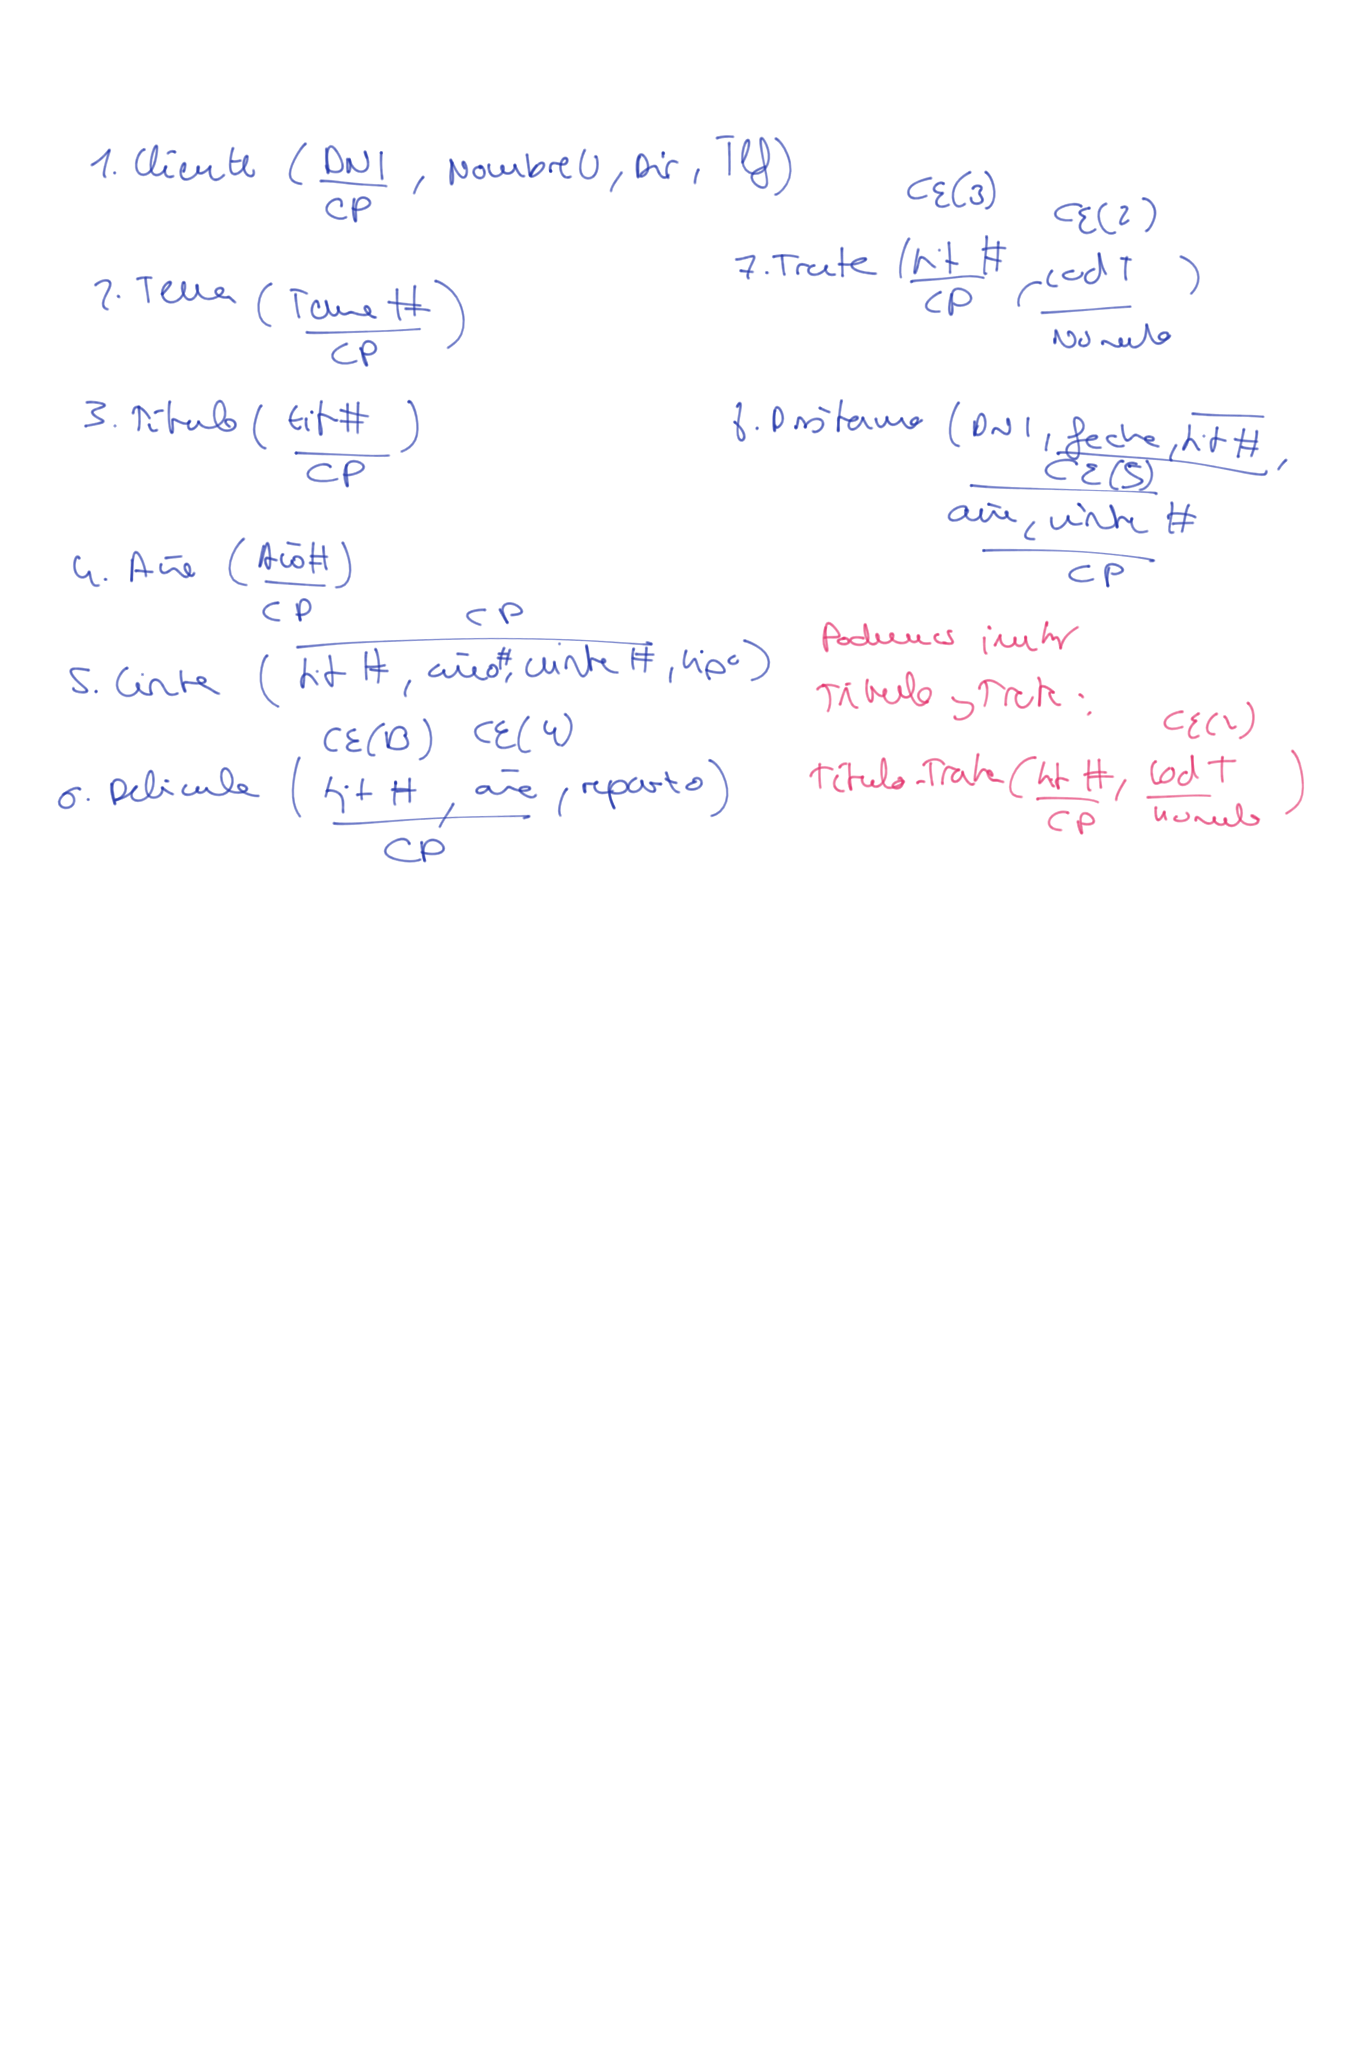 1. Cliente ( DNI , NombreU, Dir, Tlf)
CP
2. Tema ( Tema # )
CP
3. Título ( tit # )
CP
4. Año ( Año# )
CP
CP
5. Cinta ( tit #, año#, cinta #, tipo )
CE(3) CE(4)
6. Pelicula ( tit #, año, reparto )
CP
CE(3) CE(2)
7. Trata ( tit #, cod T )
CP No nulo
8. Préstamo ( DNI, fecha, tit #,
CE(5)
año, cinta #
CP
Podemos juntar
Título y Trata :
CE(2)
Título-Trata ( tit #, cod T )
CP no nulo